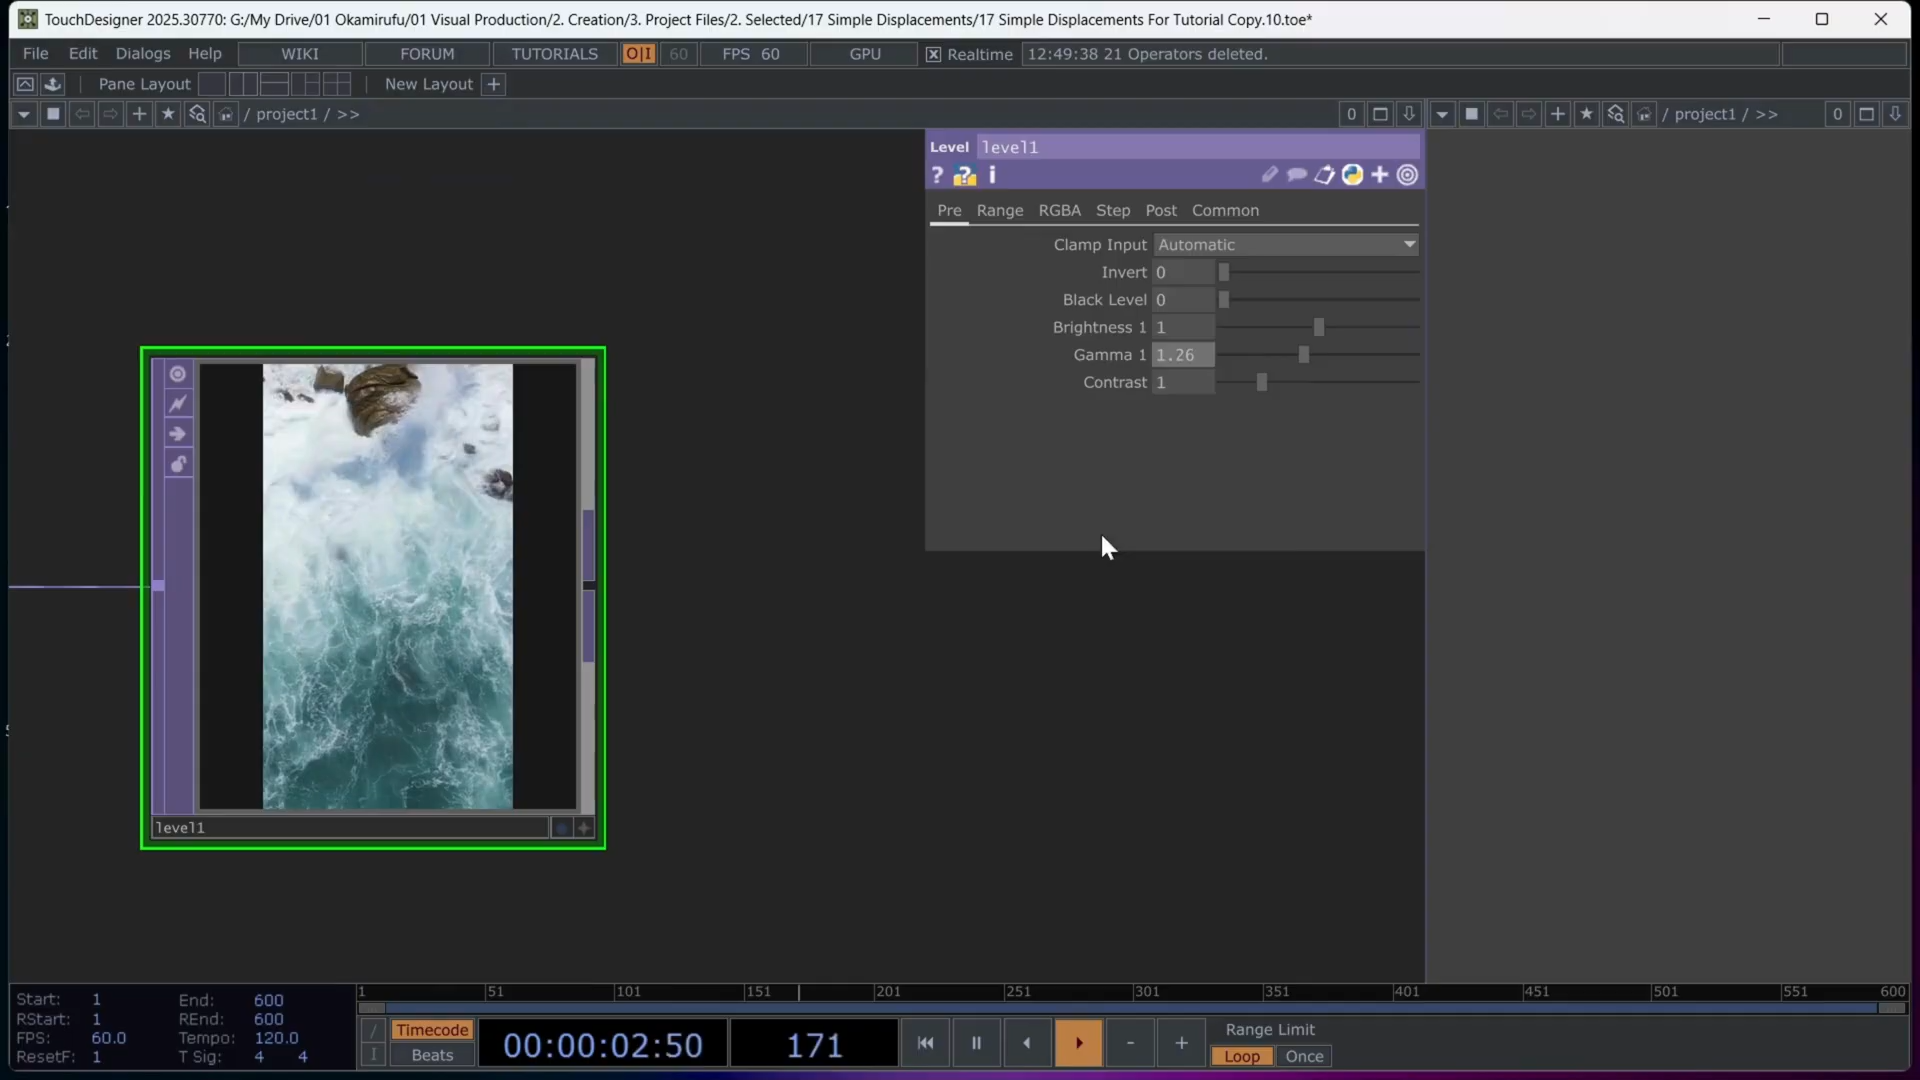 TouchDesigner 2025.30770: G:/My Drive/01 Okamirufu/01 Visual Production/2. Creation/3. Project Files/2. Selected/17 Simple Displacements/17 Simple Displacements For Tutorial Copy.10.toe*
File Edit Dialogs Help WIKI FORUM TUTORIALS O|I 60 FPS 60 GPU Realtime 12:49:38 21 Operators deleted.
Pane Layout New Layout +
/ project1 / >> 0 / project1 / >> 0
Level level1
? ? i
Pre Range RGBA Step Post Common
Clamp Input Automatic
Invert 0
Black Level 0
Brightness 1 1
Gamma 1 1.26
Contrast 1
level1
1 51 101 151 201 251 301 351 401 451 501 551 600
Start: 1 End: 600
RStart: 1 REnd: 600
FPS: 60.0 Tempo: 120.0
ResetF: 1 T Sig: 4 4
/ Timecode
I Beats
00:00:02:50 171
- +
Range Limit
Loop Once